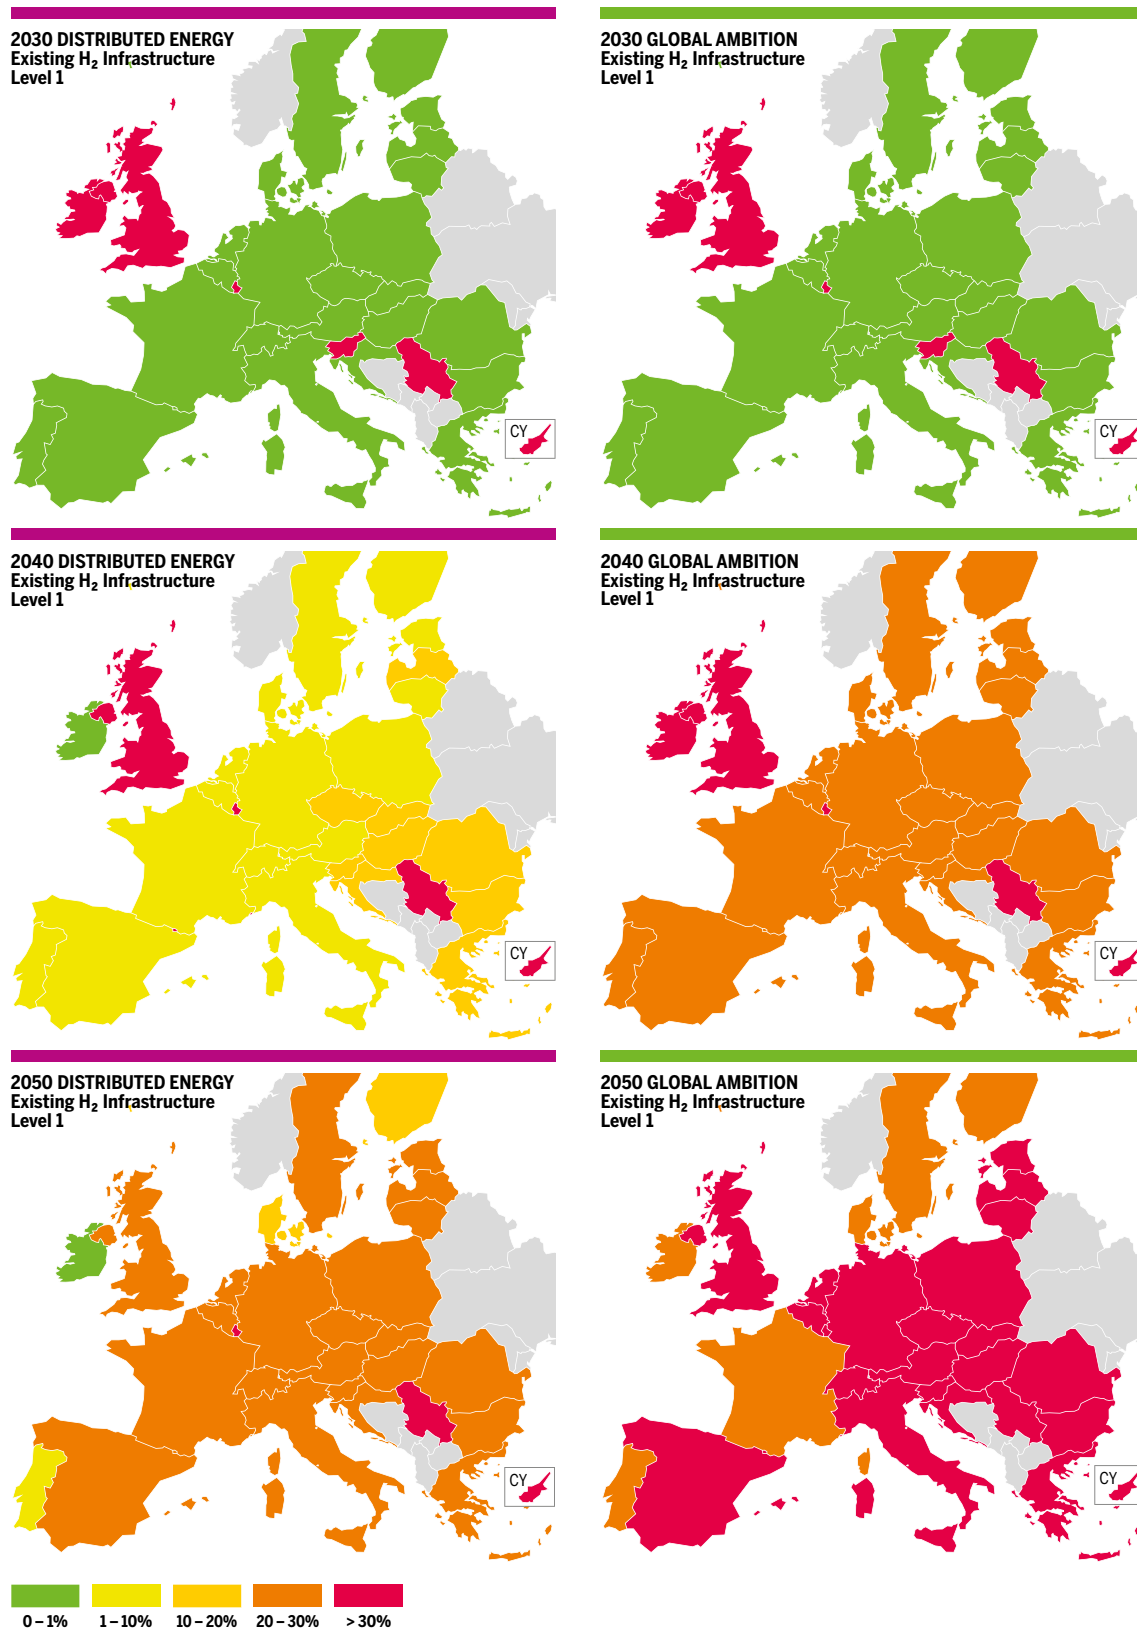 2030 DISTRIBUTED ENERGY
Existing H₂ Infrastructure
Level 1
CY
2030 GLOBAL AMBITION
Existing H₂ Infrastructure
Level 1
CY
2040 DISTRIBUTED ENERGY
Existing H₂ Infrastructure
Level 1
CY
2040 GLOBAL AMBITION
Existing H₂ Infrastructure
Level 1
CY
2050 DISTRIBUTED ENERGY
Existing H₂ Infrastructure
Level 1
CY
2050 GLOBAL AMBITION
Existing H₂ Infrastructure
Level 1
CY
0 – 1% 1 – 10% 10 – 20% 20 – 30% > 30%